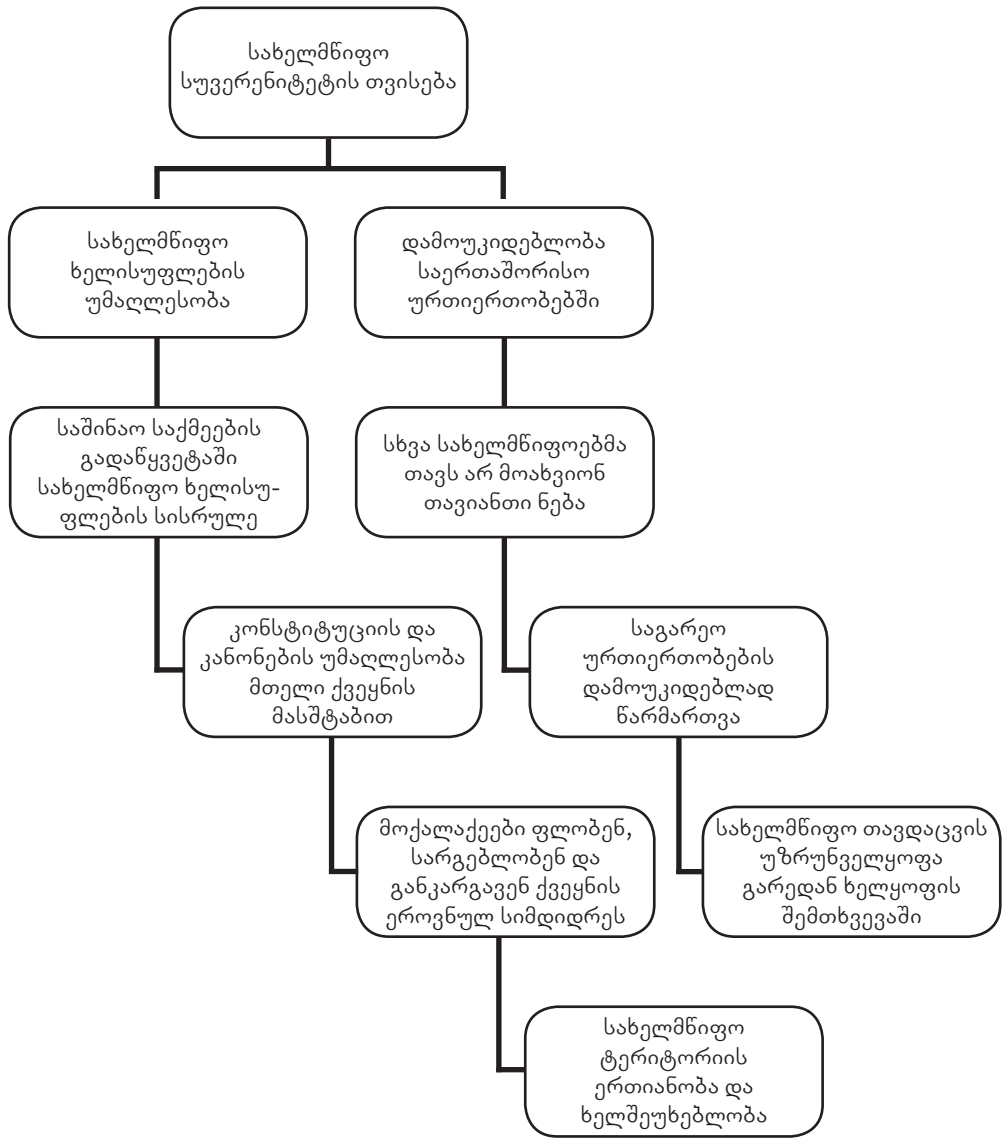 სახელმწიფო
სუვერენიტეტის თვისება
სახელმწიფო
ხელისუფლების
უმაღლესობა
დამოუკიდებლობა
საერთაშორისო
ურთიერთობებში
საშინაო საქმეების
გადაწყვეტაში
სახელმწიფო ხელისუ-
ფლების სისრულე
სხვა სახელმწიფოებმა
თავს არ მოახვიონ
თავიანთი ნება
კონსტიტუციის და
კანონების უმაღლესობა
მთელი ქვეყნის
მასშტაბით
საგარეო
ურთიერთობების
დამოუკიდებლად
წარმართვა
მოქალაქეები ფლობენ,
სარგებლობენ და
განკარგავენ ქვეყნის
ეროვნულ სიმდიდრეს
სახელმწიფო თავდაცვის
უზრუნველყოფა
გარედან ხელყოფის
შემთხვევაში
სახელმწიფო
ტერიტორიის
ერთიანობა და
ხელშეუხებლობა